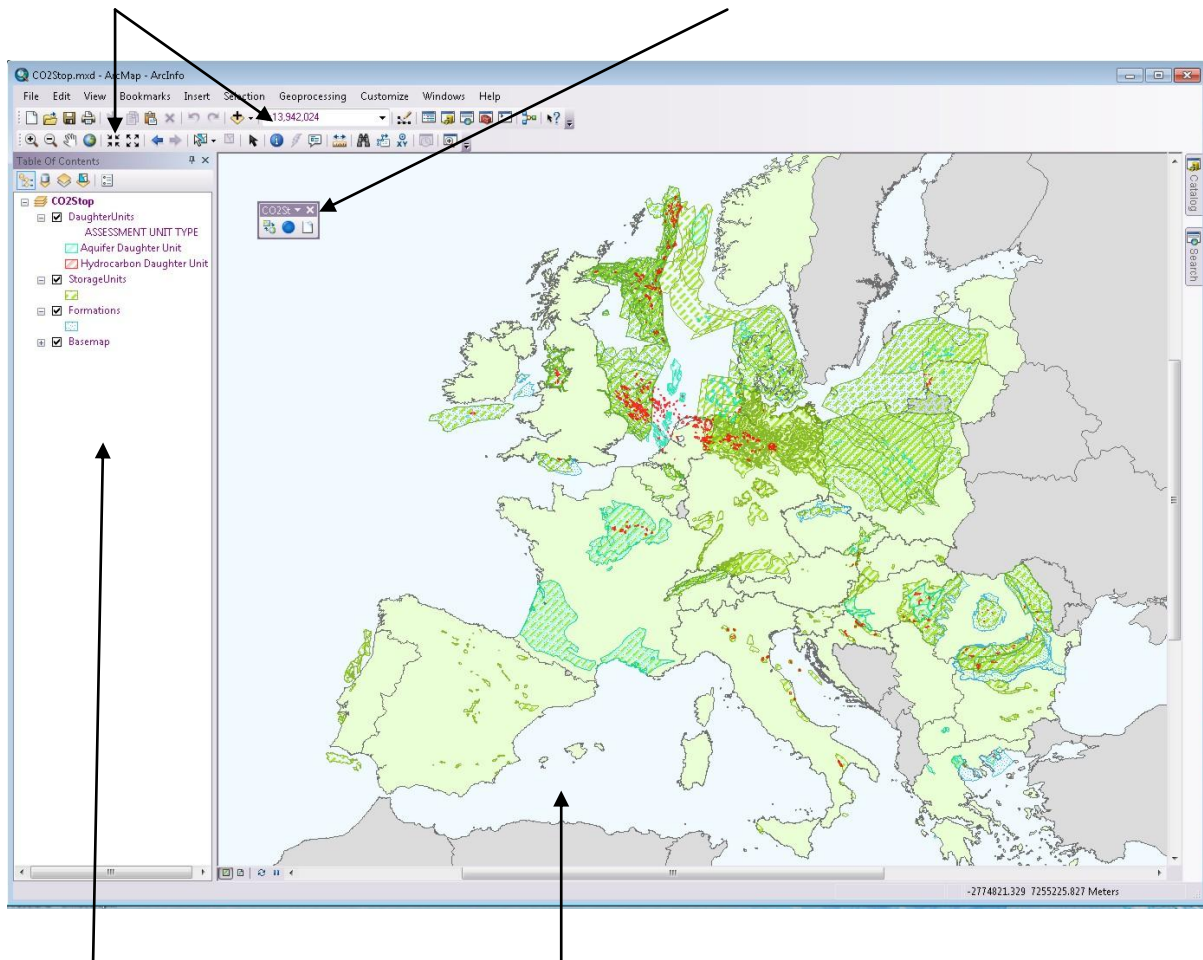 CO2Stop.mxd - ArcMap - ArcInfo
File Edit View Bookmarks Insert Selection Geoprocessing Customize Windows Help
13,942,024
Table Of Contents
CO2Stop
DaughterUnits
ASSESSMENT UNIT TYPE
Aquifer Daughter Unit
Hydrocarbon Daughter Unit
StorageUnits
Formations
Basemap
CO2St
Catalog
Search
-2774821.329 7255225.827 Meters